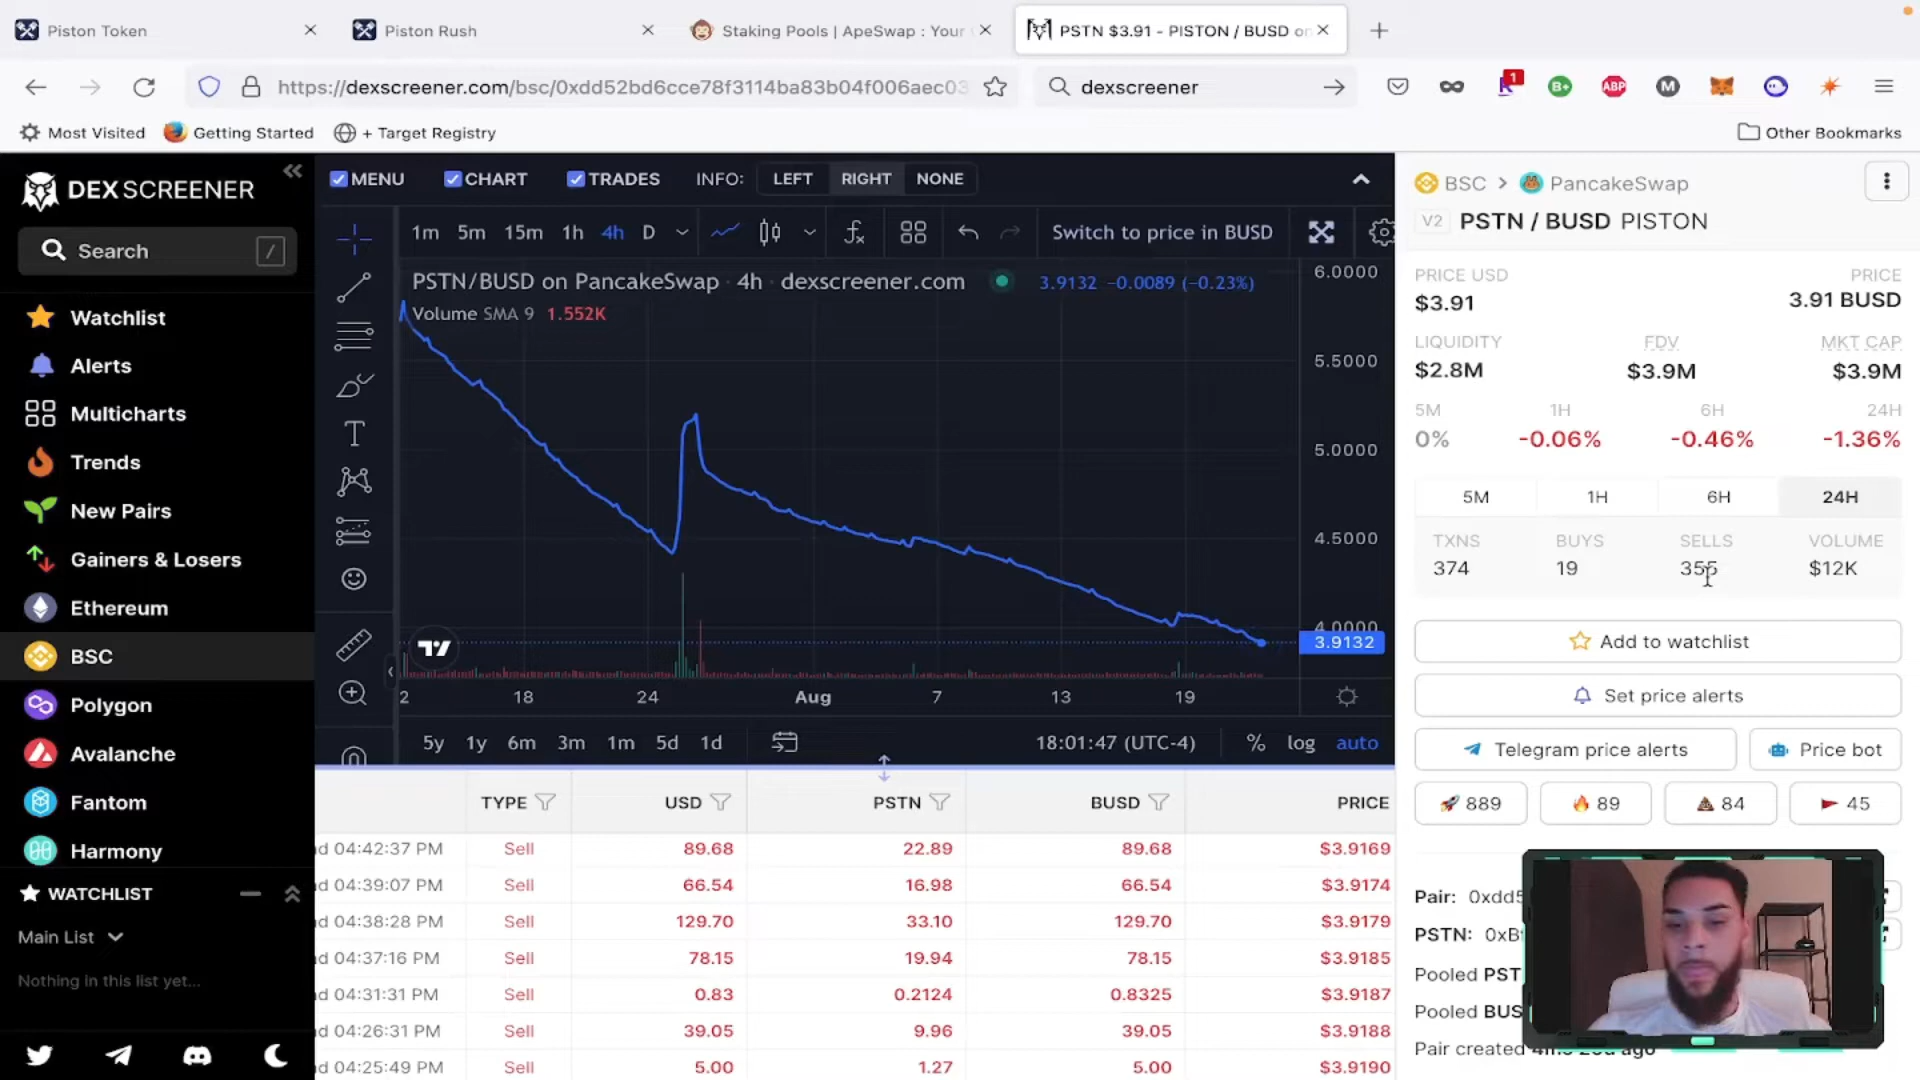 Piston Token
Piston Rush
Staking Pools | ApeSwap : Your
PSTN $3.91 - PISTON / BUSD on
https://dexscreener.com/bsc/0xdd52bd6cce78f3114ba83b04f006aec03
dexscreener
1
B+
ABP
M
Most Visited
Getting Started
+ Target Registry
Other Bookmarks
DEX SCREENER
Search
/
Watchlist
Alerts
Multicharts
Trends
New Pairs
Gainers & Losers
Ethereum
BSC
Polygon
Avalanche
Fantom
Harmony
WATCHLIST
Main List
Nothing in this list yet...
MENU
CHART
TRADES
INFO:
LEFT
RIGHT
NONE
1m 5m 15m 1h 4h D
Switch to price in BUSD
PSTN/BUSD on PancakeSwap · 4h · dexscreener.com
3.9132 −0.0089 (−0.23%)
Volume SMA 9 1.552K
6.0000
5.5000
5.0000
4.5000
4.0000
3.9132
2 18 24 Aug 7 13 19
5y 1y 6m 3m 1m 5d 1d
18:01:47 (UTC-4)
% log auto
TYPE USD PSTN BUSD PRICE
04:42:37 PM Sell 89.68 22.89 89.68 $3.9169
04:39:07 PM Sell 66.54 16.98 66.54 $3.9174
04:38:28 PM Sell 129.70 33.10 129.70 $3.9179
04:37:16 PM Sell 78.15 19.94 78.15 $3.9185
04:31:31 PM Sell 0.83 0.2124 0.8325 $3.9187
04:26:31 PM Sell 39.05 9.96 39.05 $3.9188
04:25:49 PM Sell 5.00 1.27 5.00 $3.9190
BSC > PancakeSwap
V2 PSTN / BUSD PISTON
PRICE USD PRICE
$3.91 3.91 BUSD
LIQUIDITY FDV MKT CAP
$2.8M $3.9M $3.9M
5M 1H 6H 24H
0% -0.06% -0.46% -1.36%
5M 1H 6H 24H
TXNS BUYS SELLS VOLUME
374 19 355 $12K
Add to watchlist
Set price alerts
Telegram price alerts
Price bot
889 89 84 45
Pair: 0xdd5
PSTN: 0xB
Pooled PST
Pooled BUS
Pair created ago